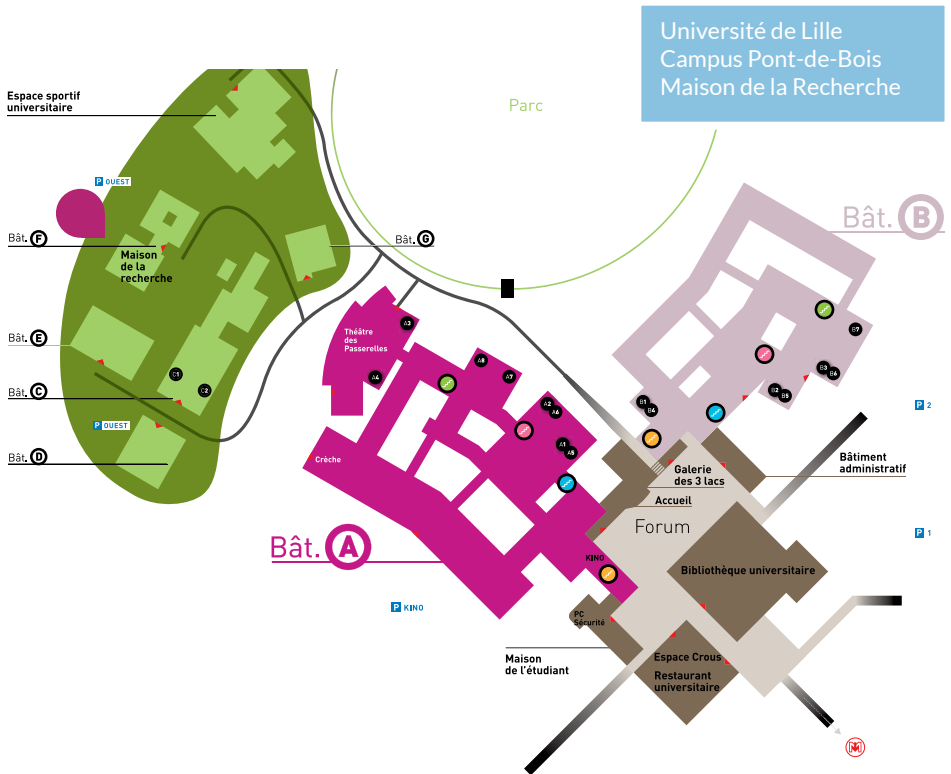 Université de Lille
Campus Pont-de-Bois
Maison de la Recherche
Espace sportif
universitaire
Parc
P OUEST
Bât. B
Bât. F
Bât. G
Maison
de la
recherche
A3
B7
Théâtre
des
Passerelles
Bât. E
A8
B3
B6
C1
A4
A7
C2
B2
B5
Bât. C
A2
A6
B1
B4
P 2
P OUEST
A1
A5
Bât. D
Crèche
Galerie
des 3 lacs
Bâtiment
administratif
Accueil
Forum
P 1
Bât. A
KINO
Bibliothèque universitaire
P KINO
PC
Sécurité
Maison
de l'étudiant
Espace Crous
Restaurant
universitaire
M